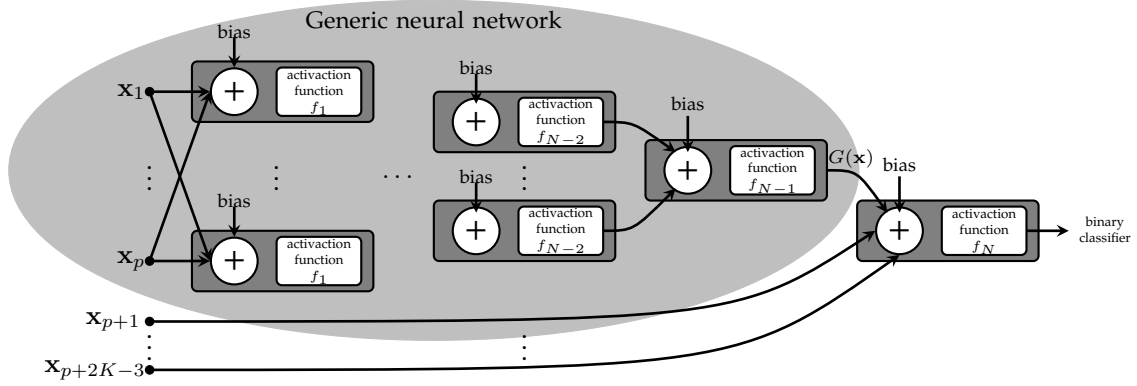 Generic neural network
bias
x1
+
activaction
function
f1
bias
+
activaction
function
fN−2
bias
+
activaction
function
fN−1
G(x)
bias
+
activaction
function
fN
binary
classifier
bias
+
activaction
function
fN−2
bias
xp
+
activaction
function
f1
xp+1
xp+2K−3